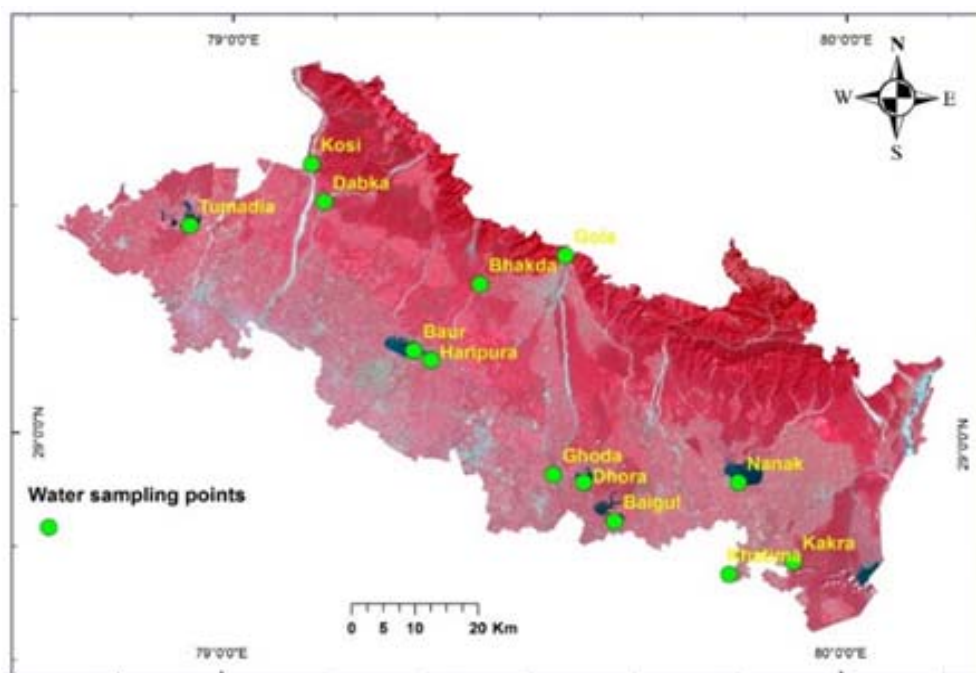 79°0'0"E
80°0'0"E
N
W
E
S
Kosi
Dabka
Tumadia
Gola
Bhakda
Baur
Haripura
29°0'0"N
29°0'0"N
Ghoda
Nanak
Dhora
Water sampling points
Baigul
Kakra
Khatima
0 5 10 20 Km
79°0'0"E
80°0'0"E